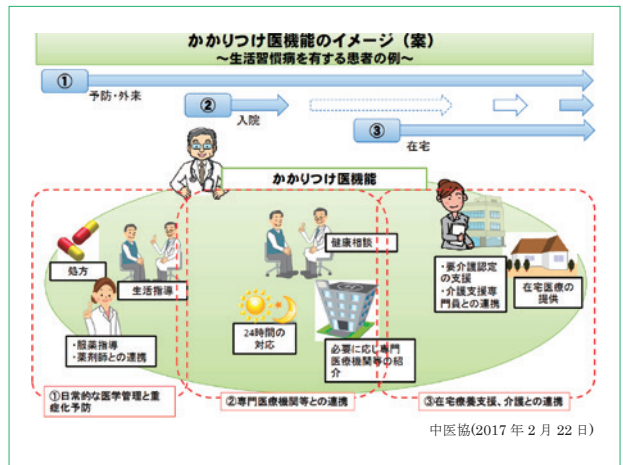 かかりつけ医機能のイメージ（案）
～生活習慣病を有する患者の例～
①
予防・外来
②
入院
③
在宅
かかりつけ医機能
処方
生活指導
・服薬指導
・薬剤師との連携
健康相談
24時間の
対応
必要に応じ専門
医療機関等の紹
介
・要介護認定
の支援
・介護支援専
門員との連携
在宅医療の
提供
①日常的な医学管理と重
症化予防
②専門医療機関等との連携
③在宅療養支援、介護との連携
中医協(2017 年 2 月 22 日)